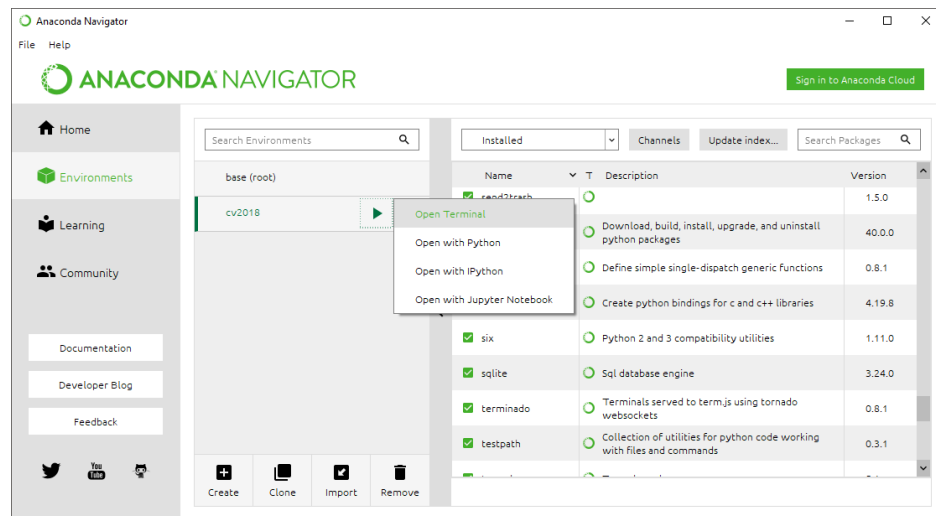 Anaconda Navigator
File Help
ANACONDA NAVIGATOR
Sign in to Anaconda Cloud
Home
Environments
Learning
Community
Documentation
Developer Blog
Feedback
You
Tube
Search Environments
base (root)
cv2018
Create
Clone
Import
Remove
Open Terminal
Open with Python
Open with IPython
Open with Jupyter Notebook
Installed
Channels
Update index...
Search Packages
Name T Description Version
send2trash 1.5.0
Download, build, install, upgrade, and uninstall
python packages 40.0.0
Define simple single-dispatch generic functions 0.8.1
Create python bindings for c and c++ libraries 4.19.8
six Python 2 and 3 compatibility utilities 1.11.0
sqlite Sql database engine 3.24.0
terminado Terminals served to term.js using tornado
websockets 0.8.1
testpath Collection of utilities for python code working
with files and commands 0.3.1